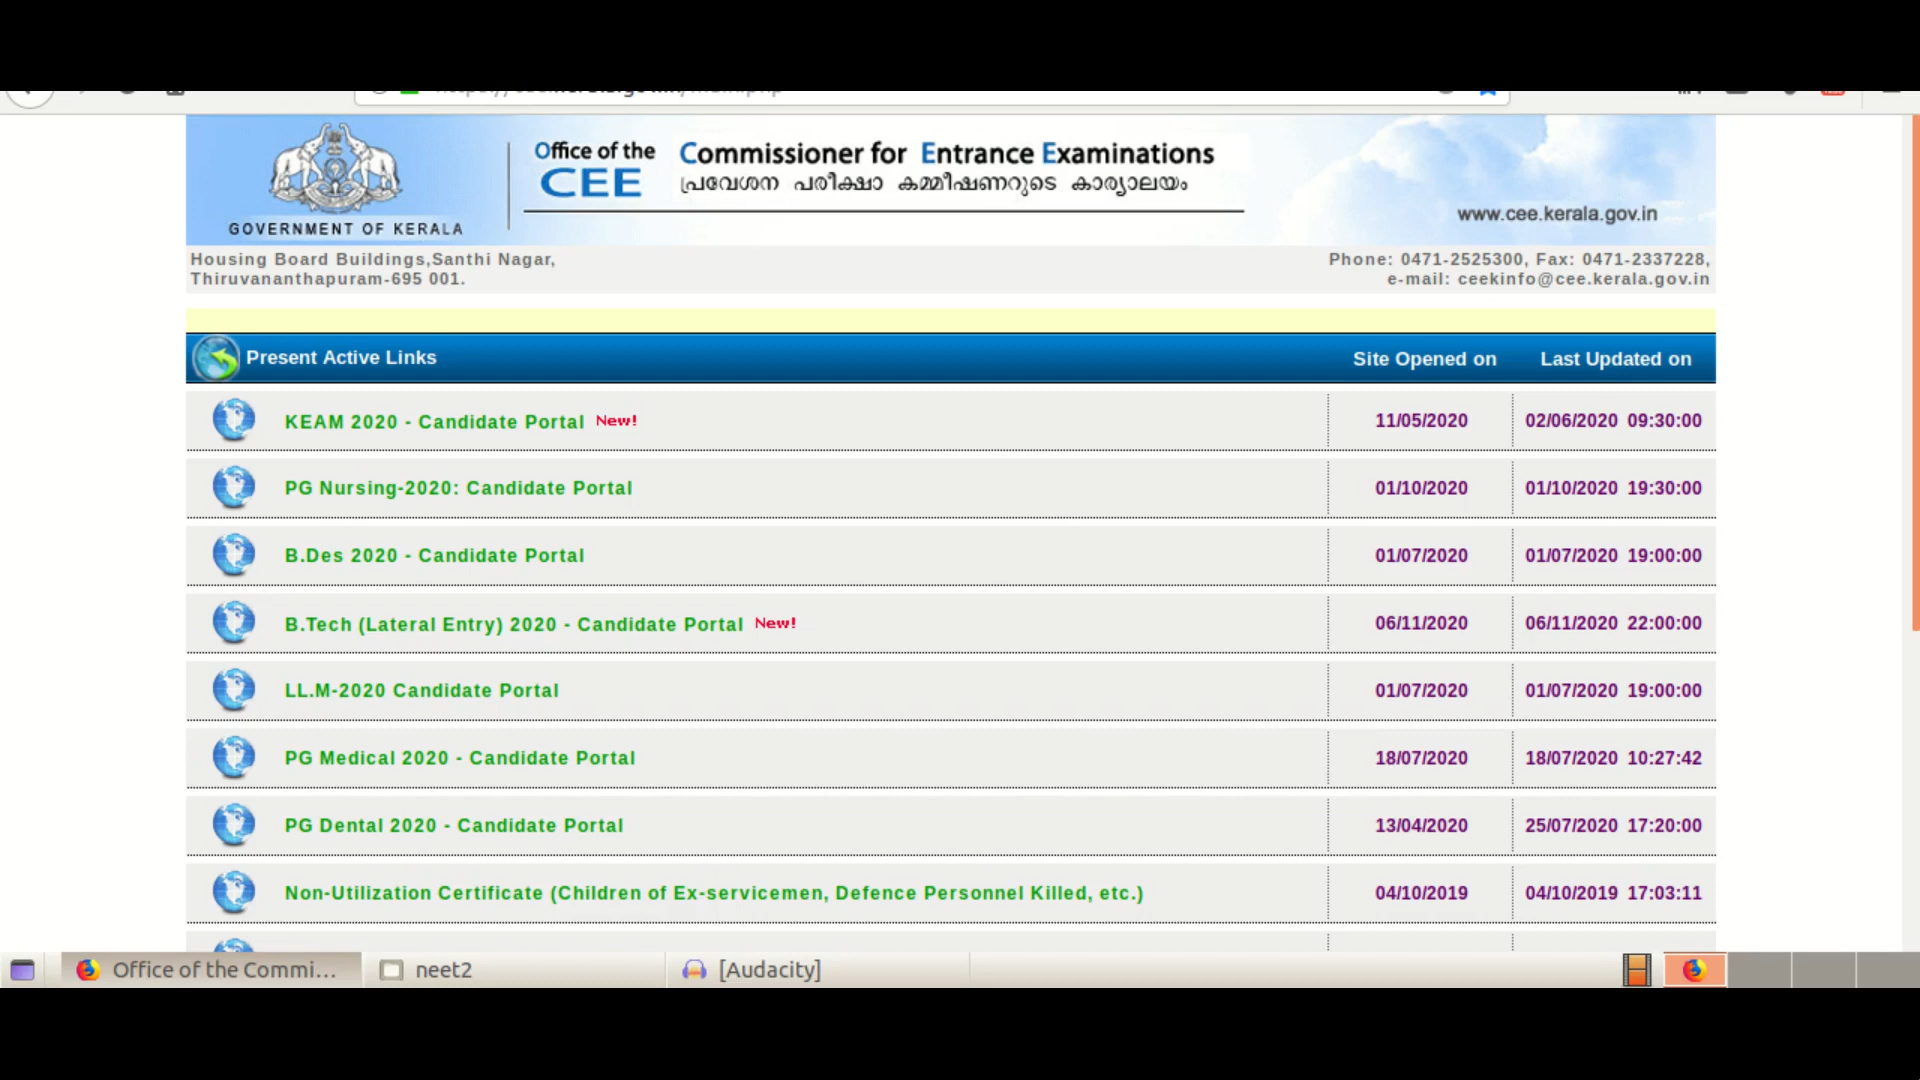 Office of the
CEE
Commissioner for Entrance Examinations
പ്രവേശന പരീക്ഷാ കമ്മീഷണറുടെ കാര്യാലയം
GOVERNMENT OF KERALA
www.cee.kerala.gov.in
Housing Board Buildings,Santhi Nagar,
Thiruvananthapuram-695 001.
Phone: 0471-2525300, Fax: 0471-2337228,
e-mail: ceekinfo@cee.kerala.gov.in
Present Active Links Site Opened on Last Updated on
KEAM 2020 - Candidate Portal New! 11/05/2020 02/06/2020 09:30:00
PG Nursing-2020: Candidate Portal 01/10/2020 01/10/2020 19:30:00
B.Des 2020 - Candidate Portal 01/07/2020 01/07/2020 19:00:00
B.Tech (Lateral Entry) 2020 - Candidate Portal New! 06/11/2020 06/11/2020 22:00:00
LL.M-2020 Candidate Portal 01/07/2020 01/07/2020 19:00:00
PG Medical 2020 - Candidate Portal 18/07/2020 18/07/2020 10:27:42
PG Dental 2020 - Candidate Portal 13/04/2020 25/07/2020 17:20:00
Non-Utilization Certificate (Children of Ex-servicemen, Defence Personnel Killed, etc.) 04/10/2019 04/10/2019 17:03:11
Office of the Commi... neet2 [Audacity]